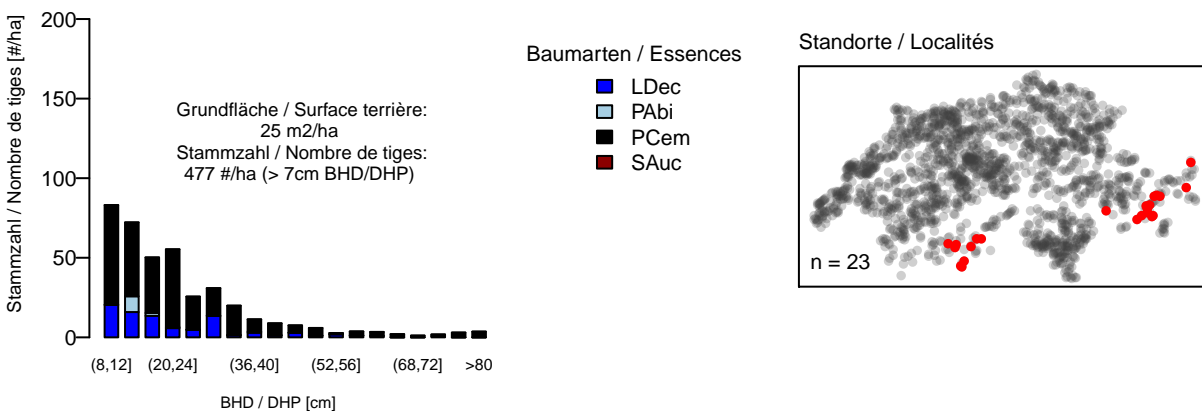 Stammzahl / Nombre de tiges [#/ha]
200
150
100
50
0
Grundfläche / Surface terrière:
25 m2/ha
Stammzahl / Nombre de tiges:
477 #/ha (> 7cm BHD/DHP)
(8,12]
(20,24]
(36,40]
(52,56]
(68,72]
>80
BHD / DHP [cm]
Baumarten / Essences
LDec
PAbi
PCem
SAuc
Standorte / Localités
n = 23